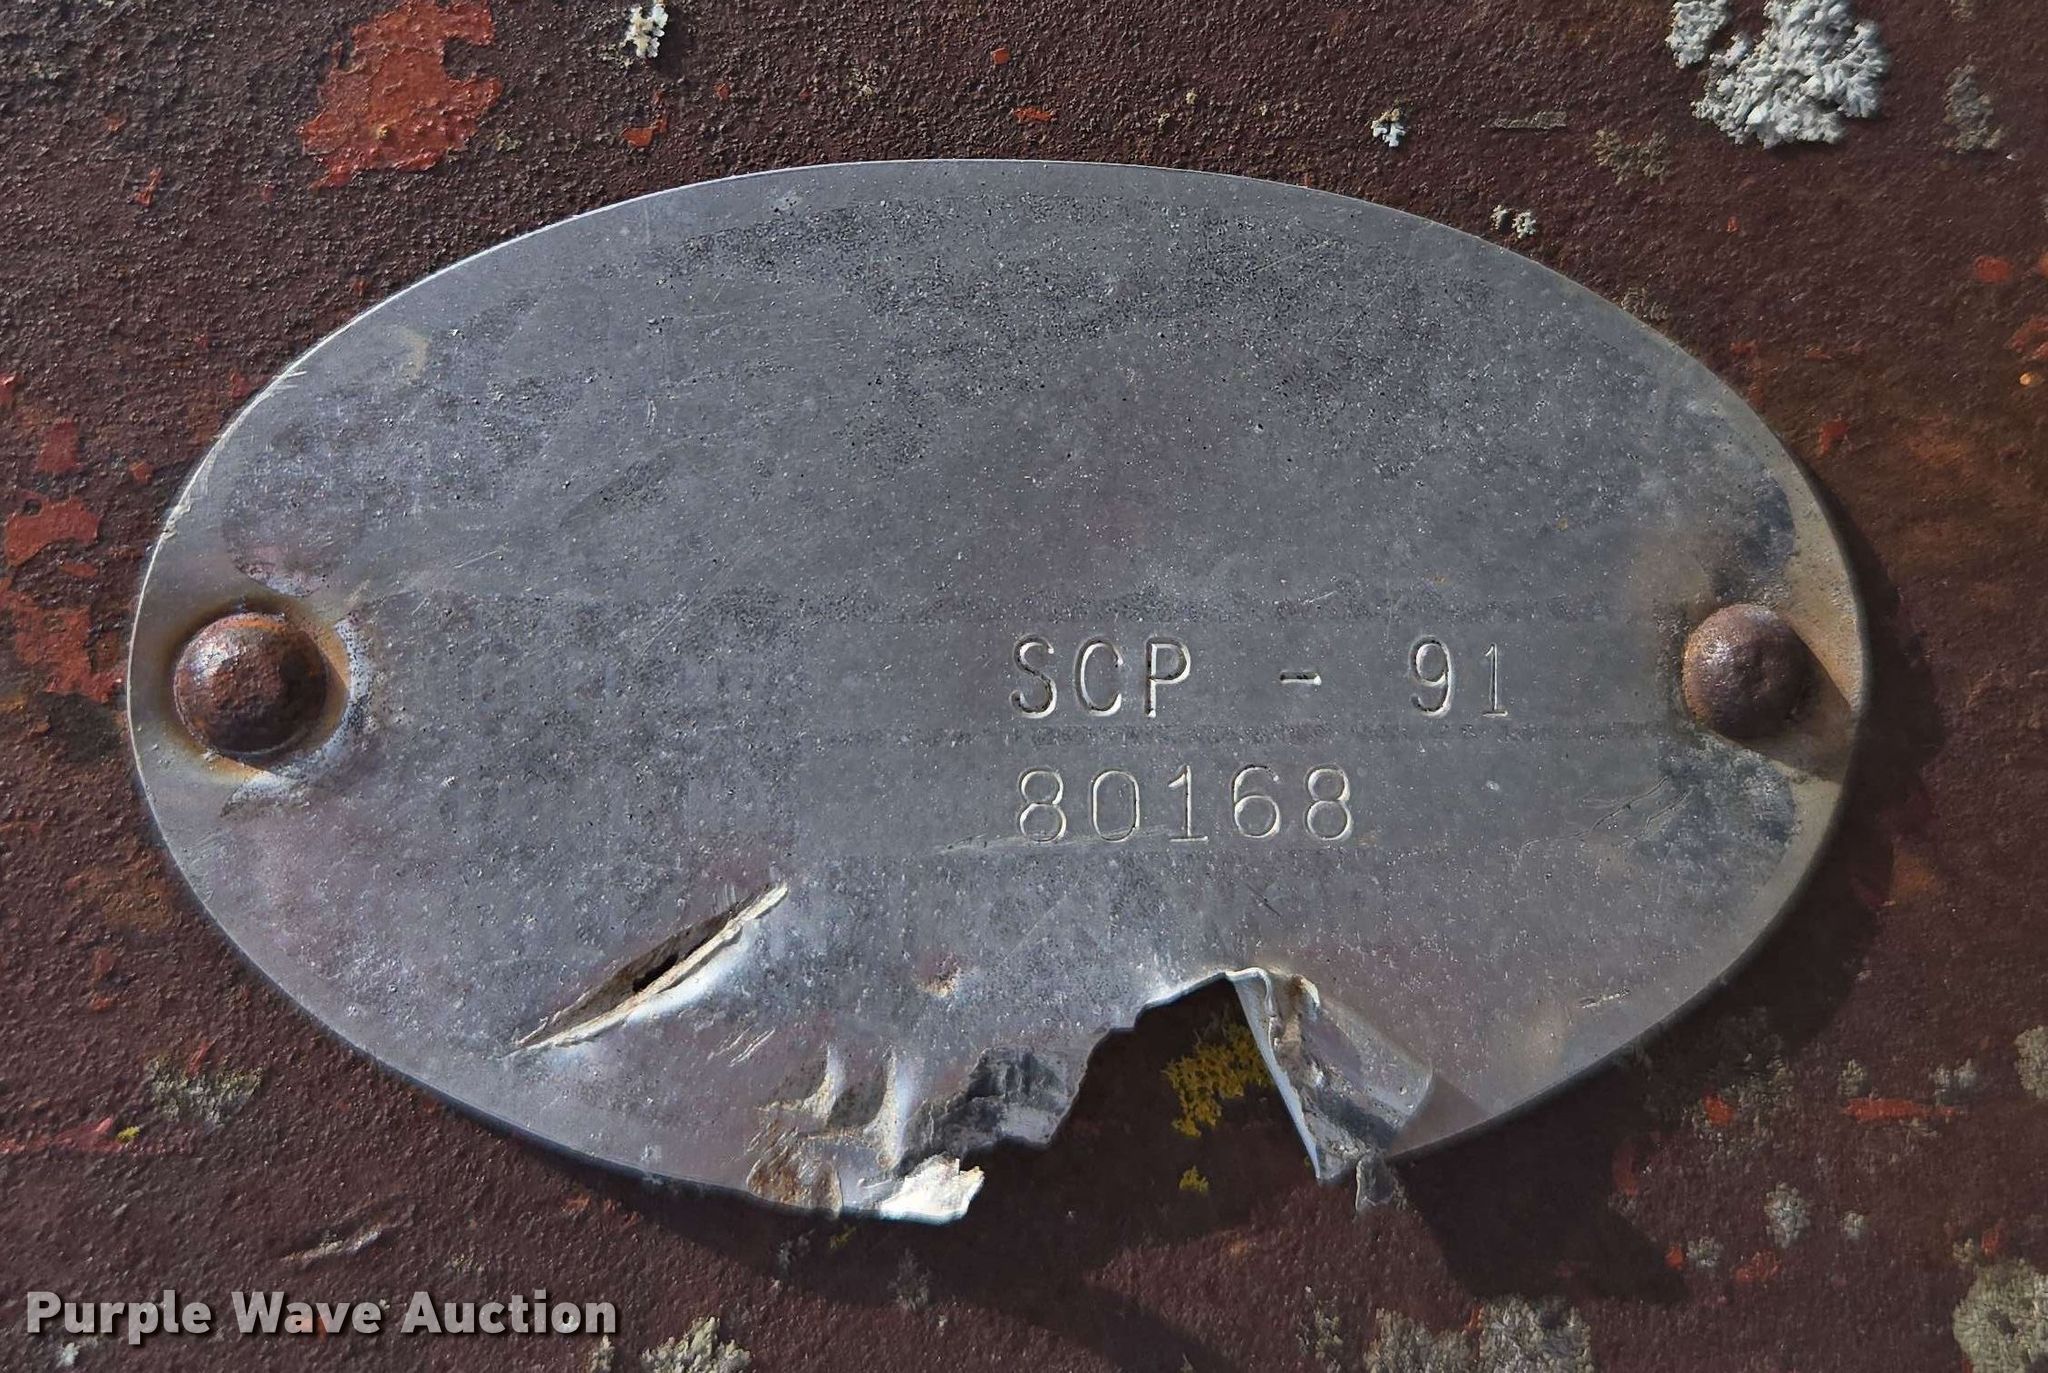 SCP - 91
80168
Purple Wave Auction